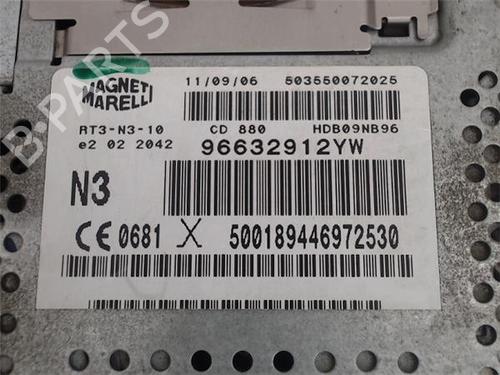 B-PARTS
MAGNETI
MARELLI
11/09/06 503550072025
RT3-N3-10 CD 880 HDB09NB96
e2 02 2042 96632912YW
N3
CE 0681 X 500189446972530